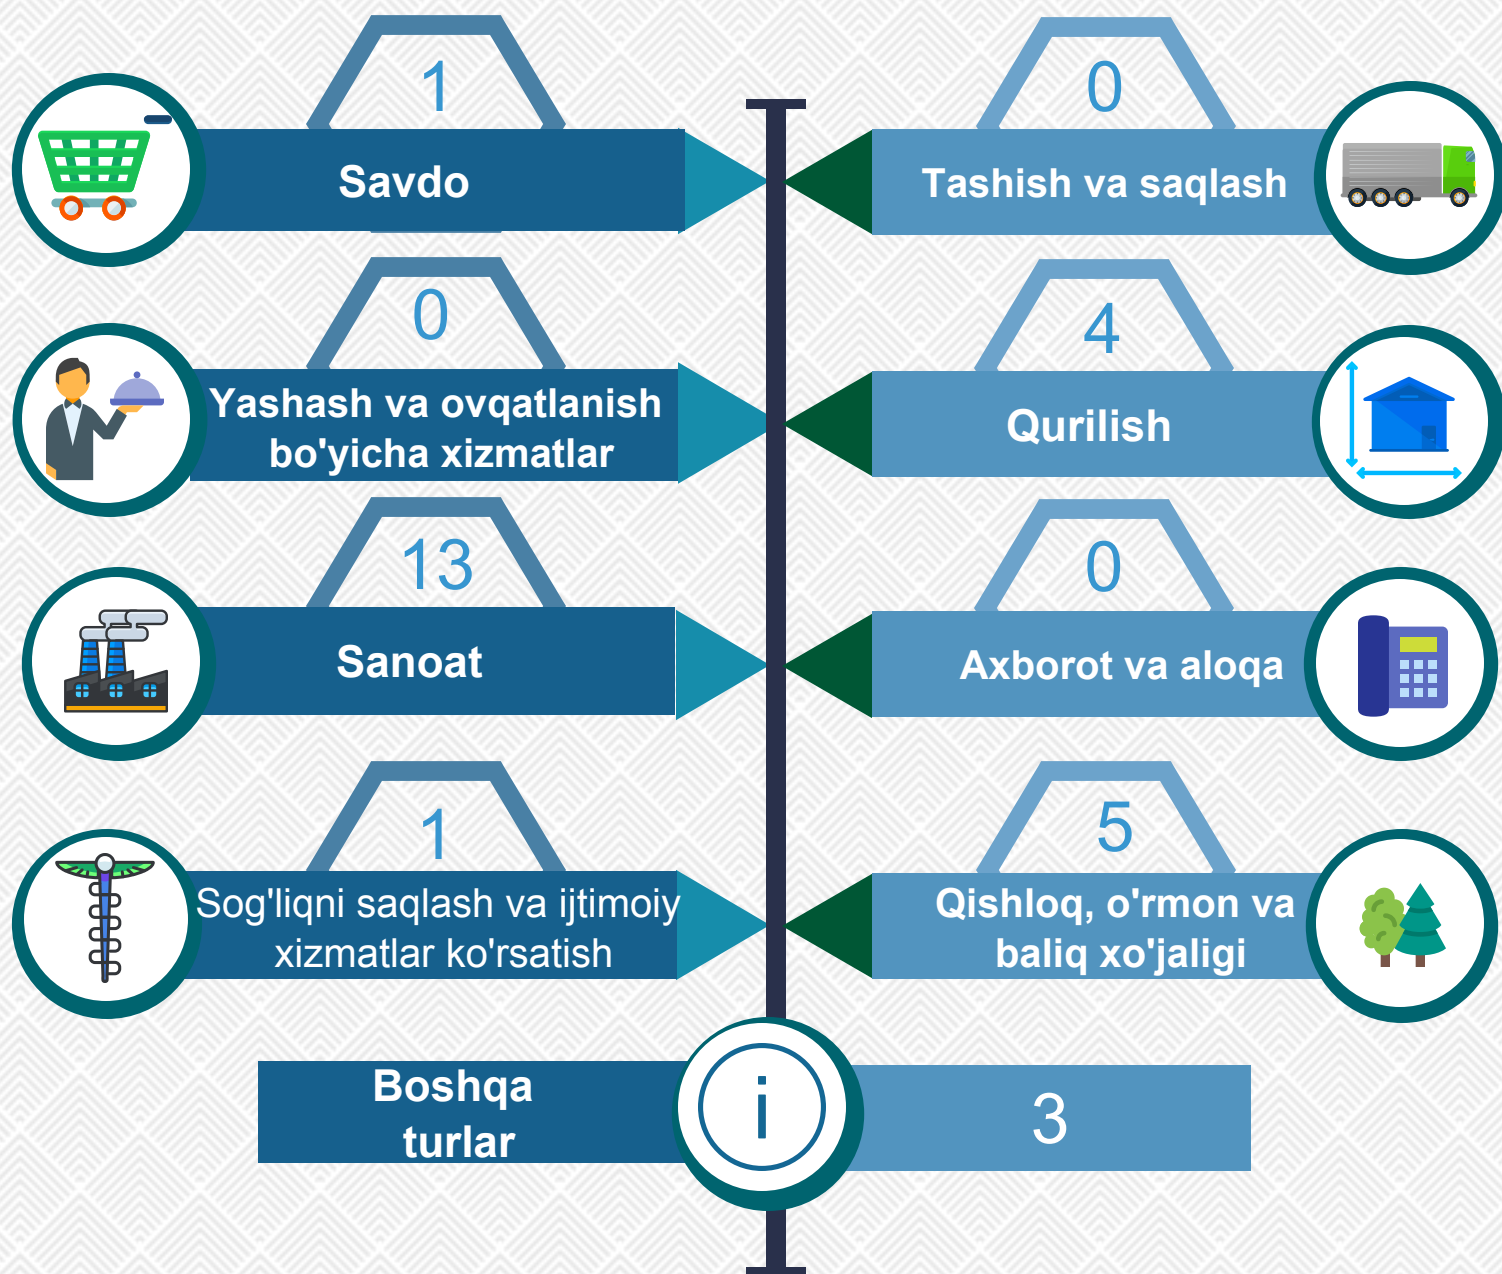 1
Savdo
0
Tashish va saqlash
0
Yashash va ovqatlanish
bo'yicha xizmatlar
4
Qurilish
13
Sanoat
0
Axborot va aloqa
1
Sog'liqni saqlash va ijtimoiy
xizmatlar ko'rsatish
5
Qishloq, o'rmon va
baliq xo'jaligi
Boshqa
turlar
i
3